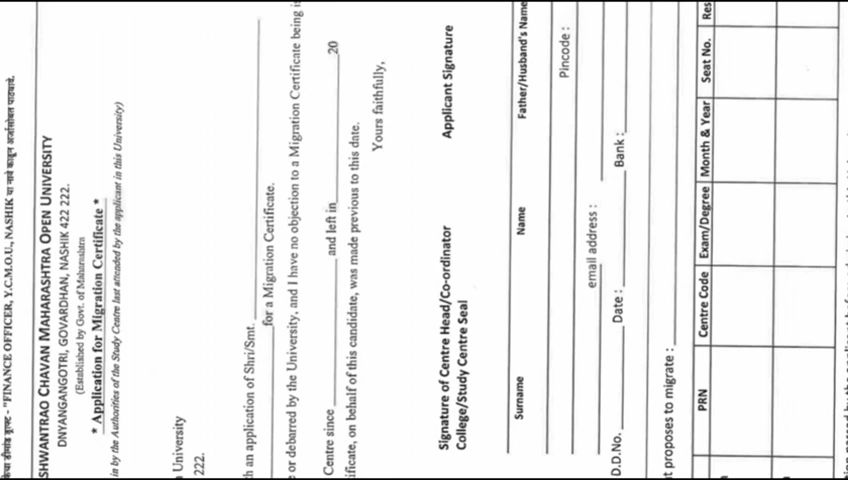 डीमांड ड्राफ्ट - "FINANCE OFFICER, Y.C.M.O.U., NASHIK या नावे काढून अर्जासोबत पाठवावे.
SHWANTRAO CHAVAN MAHARASHTRA OPEN UNIVERSITY
DNYANGANGOTRI, GOVARDHAN, NASHIK 422 222.
(Established by Govt. of Maharashtra
* Application for Migration Certificate *
in by the Authorities of the Study Centre last attended by the applicant in this University)
University
222.
h an application of Shri/Smt.
for a Migration Certificate.
e or debarred by the University, and I have no objection to a Migration Certificate being i
Centre since and left in 20
ificate, on behalf of this candidate, was made previous to this date.
Yours faithfully,
Signature of Centre Head/Co-ordinator Applicant Signature
College/Study Centre Seal
Surname Name Father/Husband's Name
Pincode :
email address :
D.D.No. Date : Bank :
t proposes to migrate :
PRN Centre Code Exam/Degree Month & Year Seat No. Res